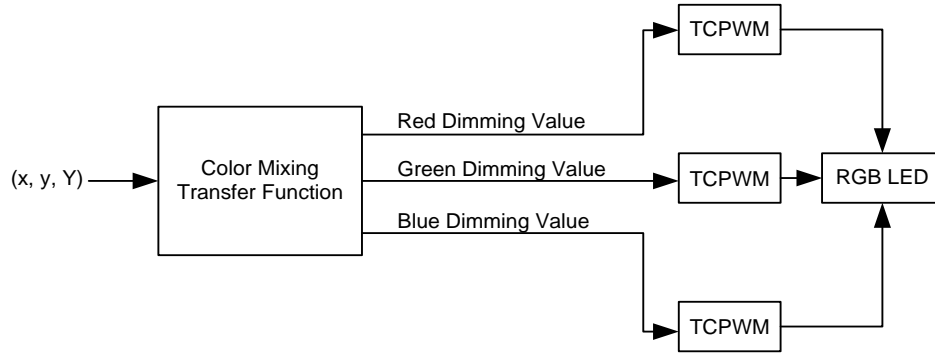 TCPWM
Red Dimming Value
(x, y, Y)
Color Mixing
Transfer Function
Green Dimming Value
TCPWM
RGB LED
Blue Dimming Value
TCPWM